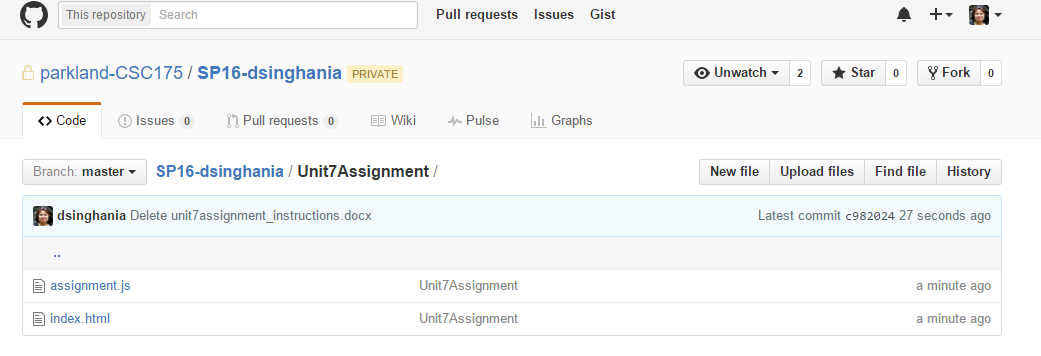 This repository Search Pull requests Issues Gist
parkland-CSC175 / SP16-dsinghania PRIVATE Unwatch 2 Star 0 Fork 0
Code Issues 0 Pull requests 0 Wiki Pulse Graphs
Branch: master SP16-dsinghania / Unit7Assignment / New file Upload files Find file History
dsinghania Delete unit7assignment_instructions.docx Latest commit c982024 27 seconds ago
..
assignment.js Unit7Assignment a minute ago
index.html Unit7Assignment a minute ago